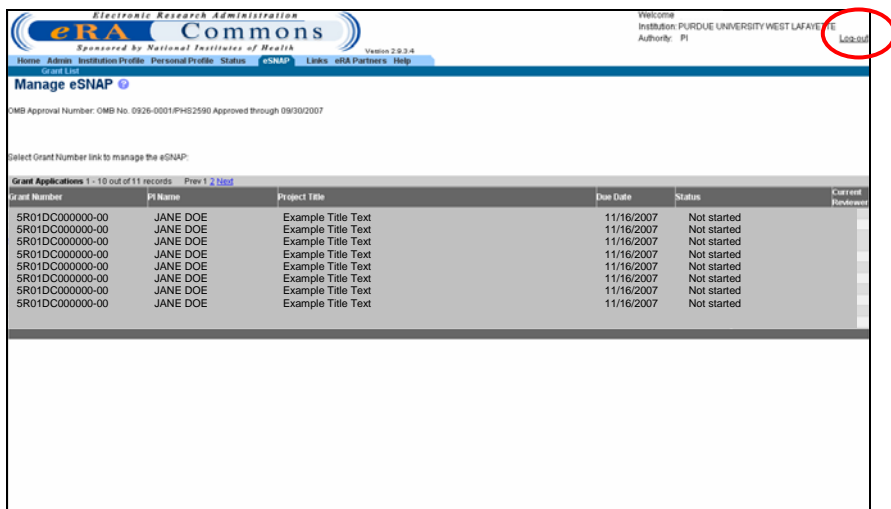 Electronic Research Administration
eRA Commons
Sponsored by National Institutes of Health
Version 2.9.3.4
Welcome
Institution: PURDUE UNIVERSITY WEST LAFAYETTE
Authority: PI
Log-out
Home Admin Institution Profile Personal Profile Status eSNAP Links eRA Partners Help
Grant List
Manage eSNAP ?
OMB Approval Number: OMB No. 0926-0001/PHS2590 Approved through 09/30/2007
Select Grant Number link to manage the eSNAP:
Grant Applications 1 - 10 out of 11 records Prev 1 2 Next
Grant Number PI Name Project Title Due Date Status Current Reviewer
5R01DC000000-00 JANE DOE Example Title Text 11/16/2007 Not started
5R01DC000000-00 JANE DOE Example Title Text 11/16/2007 Not started
5R01DC000000-00 JANE DOE Example Title Text 11/16/2007 Not started
5R01DC000000-00 JANE DOE Example Title Text 11/16/2007 Not started
5R01DC000000-00 JANE DOE Example Title Text 11/16/2007 Not started
5R01DC000000-00 JANE DOE Example Title Text 11/16/2007 Not started
5R01DC000000-00 JANE DOE Example Title Text 11/16/2007 Not started
5R01DC000000-00 JANE DOE Example Title Text 11/16/2007 Not started